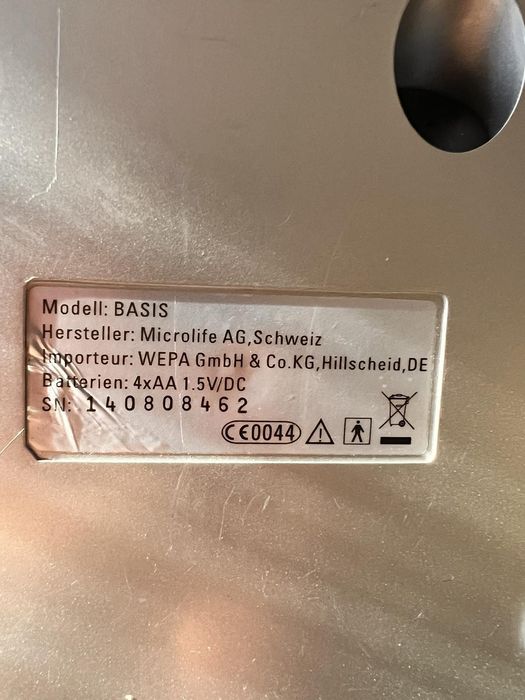 Modell: BASIS
Hersteller: Microlife AG,Schweiz
Importeur: WEPA GmbH & Co.KG,Hillscheid,DE
Batterien: 4xAA 1.5V/DC
SN: 140808462
CE0044